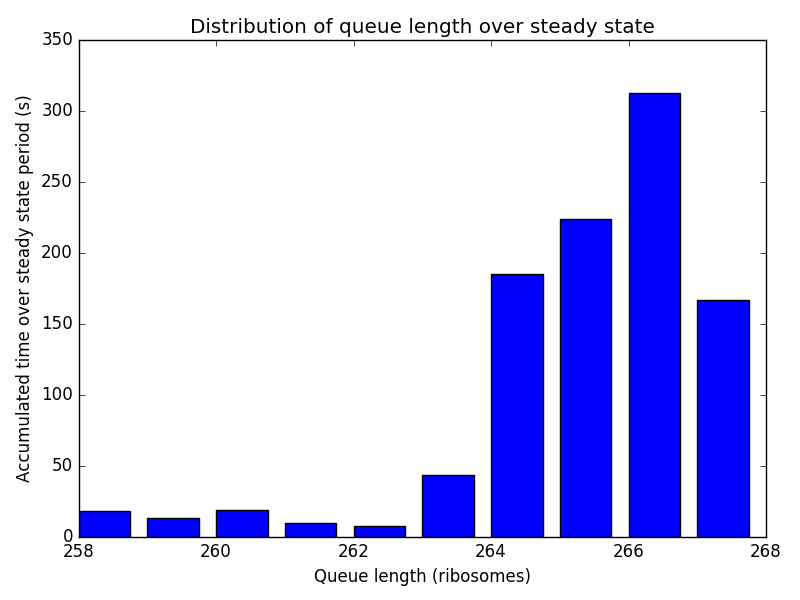 Distribution of queue length over steady state
350
300
250
200
150
100
50
0
Accumulated time over steady state period (s)
258 260 262 264 266 268
Queue length (ribosomes)